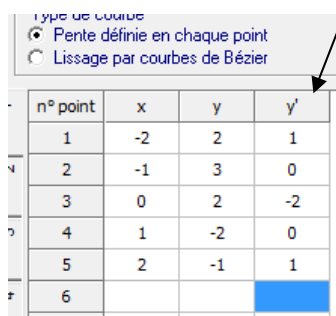 Type de courbe
Pente définie en chaque point
Lissage par courbes de Bézier
n° point x y y'
1 -2 2 1
2 -1 3 0
3 0 2 -2
4 1 -2 0
5 2 -1 1
6